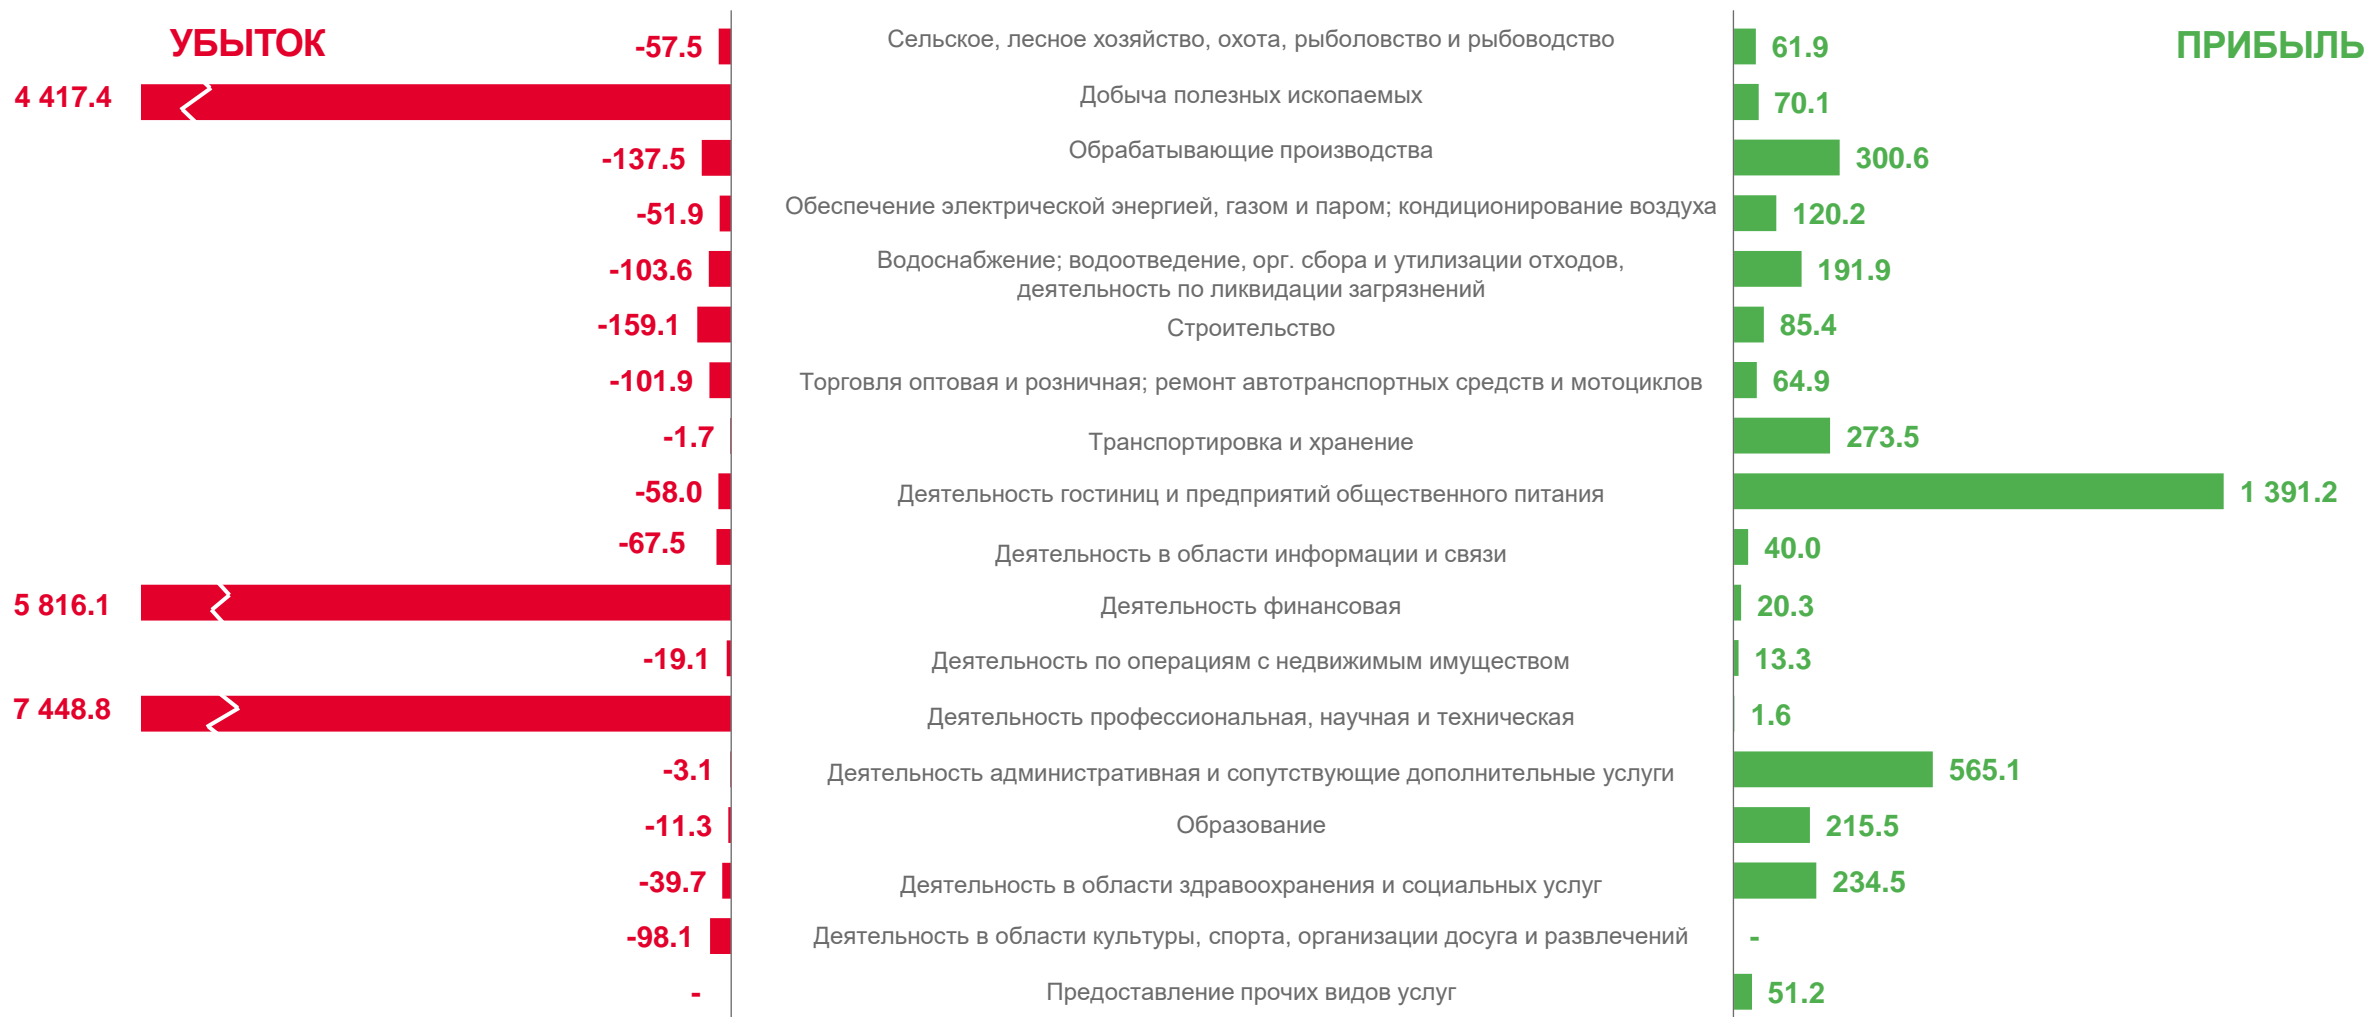 УБЫТОК
ПРИБЫЛЬ
-57.5
Сельское, лесное хозяйство, охота, рыболовство и рыбоводство
61.9
4 417.4
Добыча полезных ископаемых
70.1
-137.5
Обрабатывающие производства
300.6
-51.9
Обеспечение электрической энергией, газом и паром; кондиционирование воздуха
120.2
-103.6
Водоснабжение; водоотведение, орг. сбора и утилизации отходов,
деятельность по ликвидации загрязнений
191.9
-159.1
Строительство
85.4
-101.9
Торговля оптовая и розничная; ремонт автотранспортных средств и мотоциклов
64.9
-1.7
Транспортировка и хранение
273.5
-58.0
Деятельность гостиниц и предприятий общественного питания
1 391.2
-67.5
Деятельность в области информации и связи
40.0
5 816.1
Деятельность финансовая
20.3
-19.1
Деятельность по операциям с недвижимым имуществом
13.3
7 448.8
Деятельность профессиональная, научная и техническая
1.6
-3.1
Деятельность административная и сопутствующие дополнительные услуги
565.1
-11.3
Образование
215.5
-39.7
Деятельность в области здравоохранения и социальных услуг
234.5
-98.1
Деятельность в области культуры, спорта, организации досуга и развлечений
-
-
Предоставление прочих видов услуг
51.2